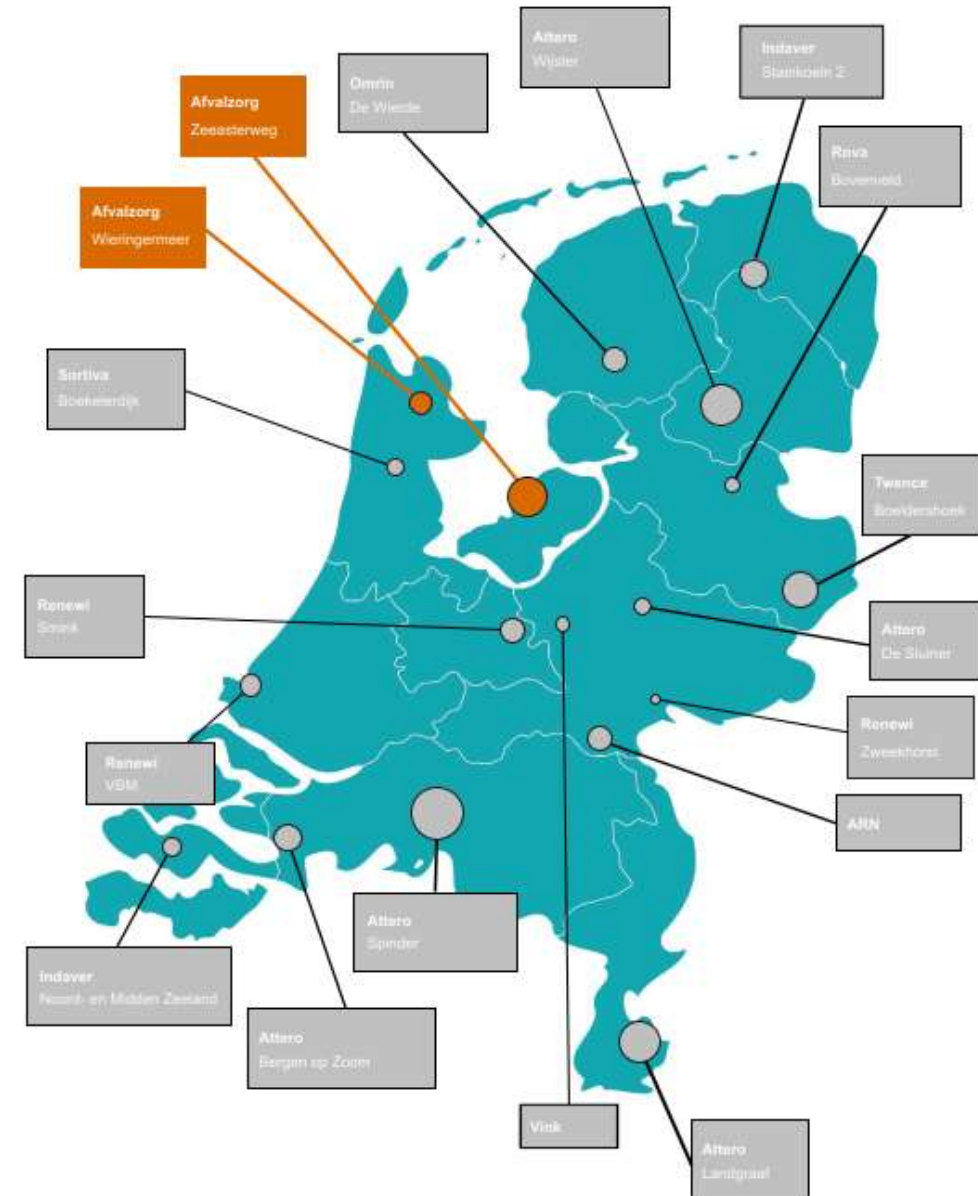 Attero
Wijster
Indaver
Stainkoeln 2
Omrin
De Wierde
Afvalzorg
Zeeasterweg
Rova
Bovenveld
Afvalzorg
Wieringermeer
Sortiva
Boekelerdijk
Twence
Boeldershoek
Renewi
Smink
Attero
De Sluiner
Renewi
Zweekhorst
Renewi
VBM
ARN
Attero
Spinder
Indaver
Noord- en Midden Zeeland
Attero
Bergen op Zoom
Vink
Attero
Landgraaf